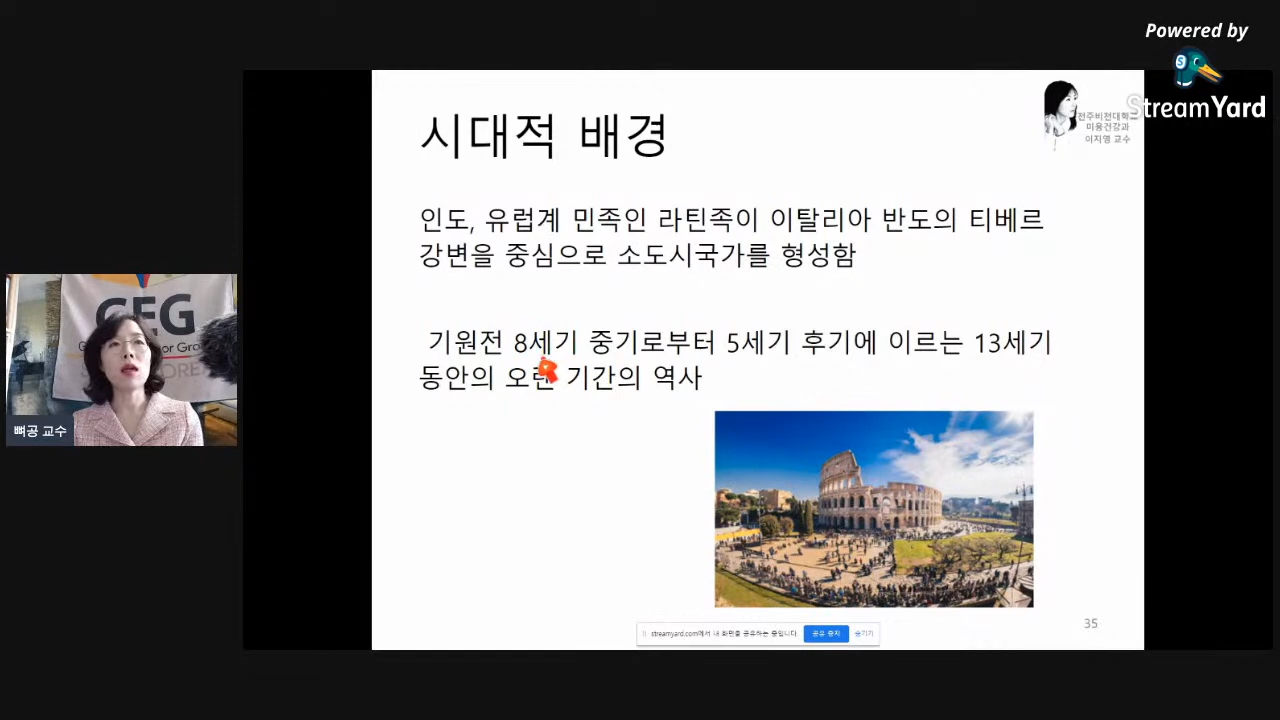 Powered by
StreamYard
시대적 배경
전주비전대학교
미용건강과
이지영 교수
인도, 유럽계 민족인 라틴족이 이탈리아 반도의 티베르
강변을 중심으로 소도시국가를 형성함
기원전 8세기 중기로부터 5세기 후기에 이르는 13세기
동안의 오랜 기간의 역사
GEG
뼈공 교수
streamyard.com에서 내 화면을 공유하는 중입니다.
공유 중지
숨기기
35